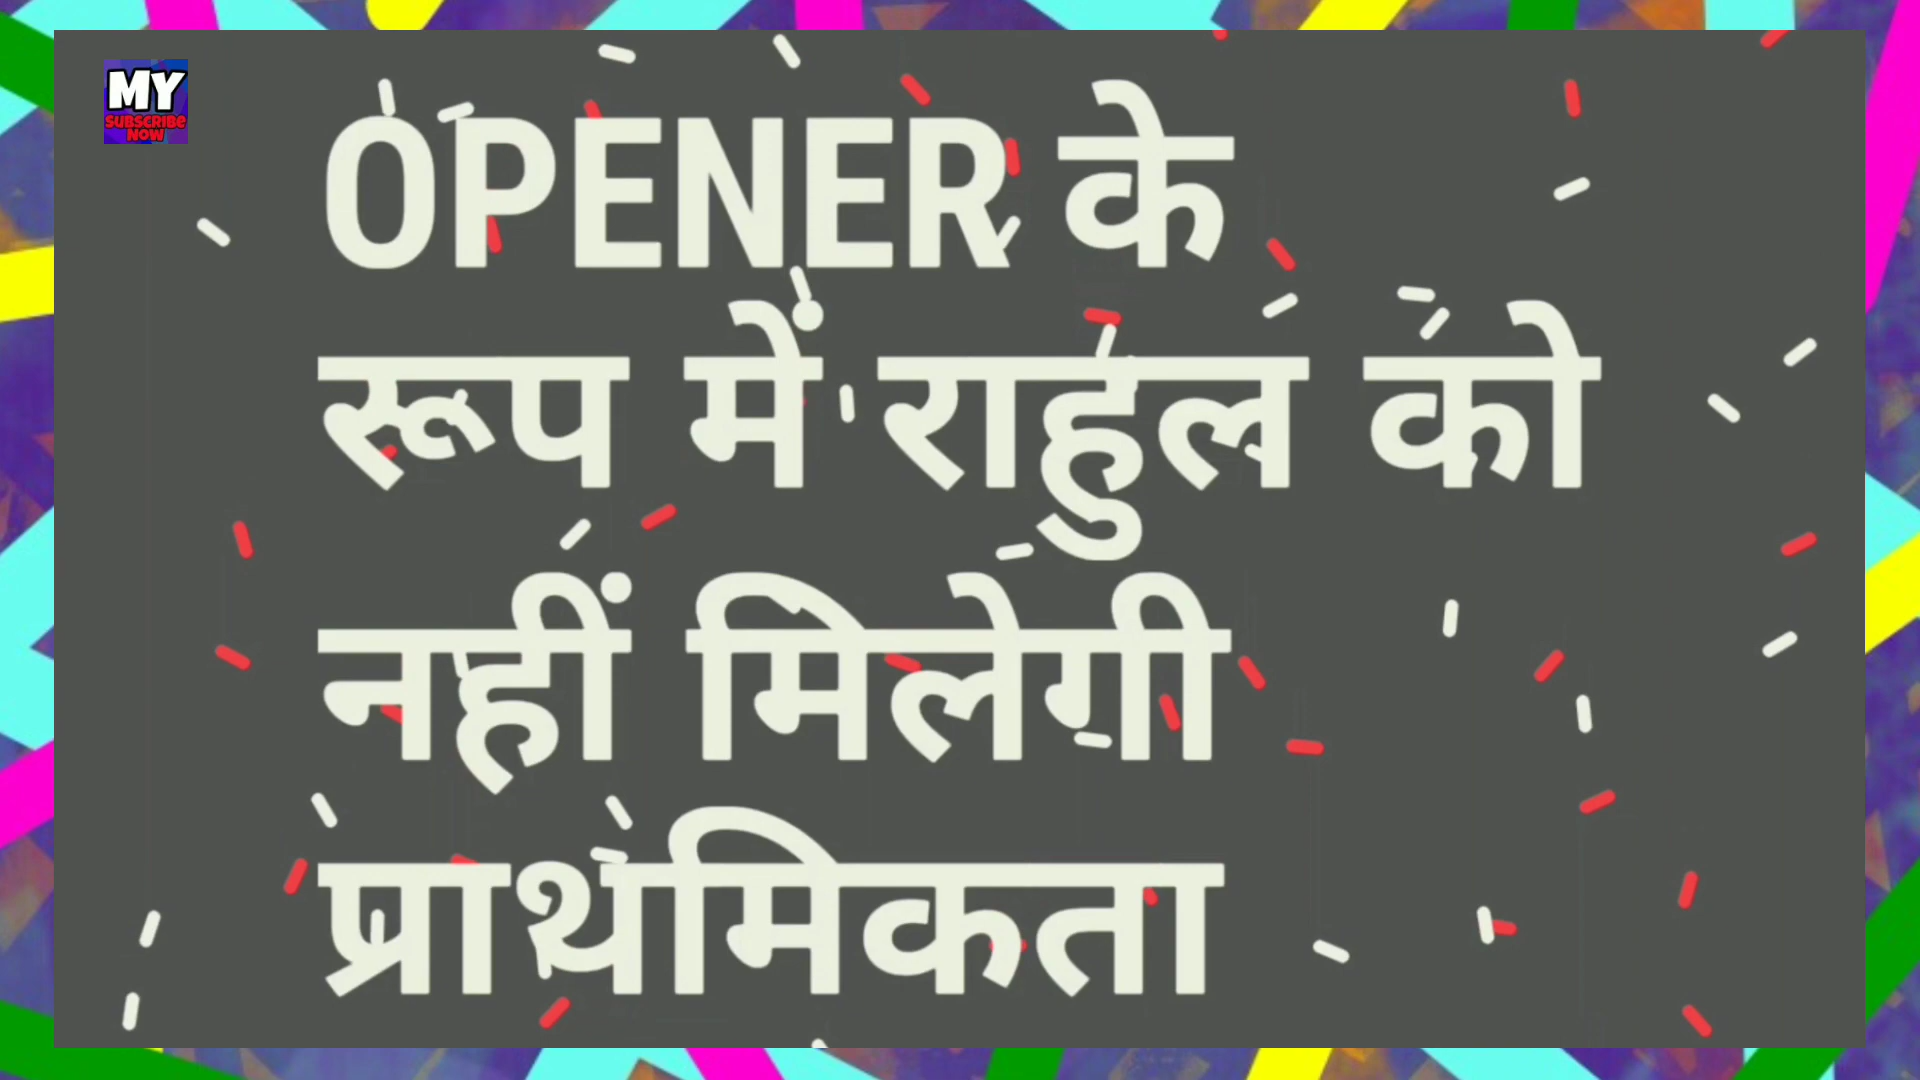 MY
SUBSCRIBE
NOW
OPENER के
रूप में राहुल को
नहीं मिलेगी
प्राथमिकता